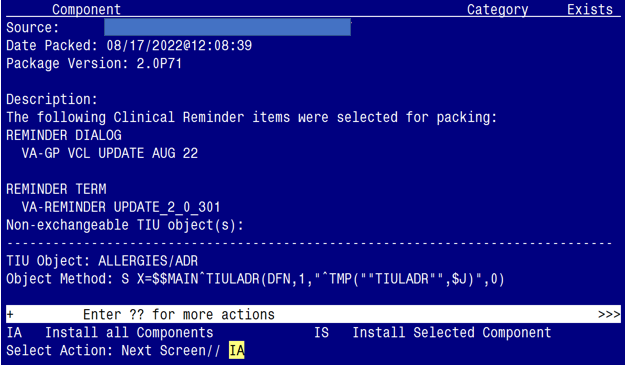 Component Category Exists
Source:
Date Packed: 08/17/2022@12:08:39
Package Version: 2.0P71
Description:
The following Clinical Reminder items were selected for packing:
REMINDER DIALOG
VA-GP VCL UPDATE AUG 22
REMINDER TERM
VA-REMINDER UPDATE_2_0_301
Non-exchangeable TIU object(s):
--------------------------------------------------------------------------------
TIU Object: ALLERGIES/ADR
Object Method: S X=$$MAIN^TIULADR(DFN,1,"^TMP(""TIULADR"",$J)",0)
+ Enter ?? for more actions >>>
IA Install all Components IS Install Selected Component
Select Action: Next Screen// IA